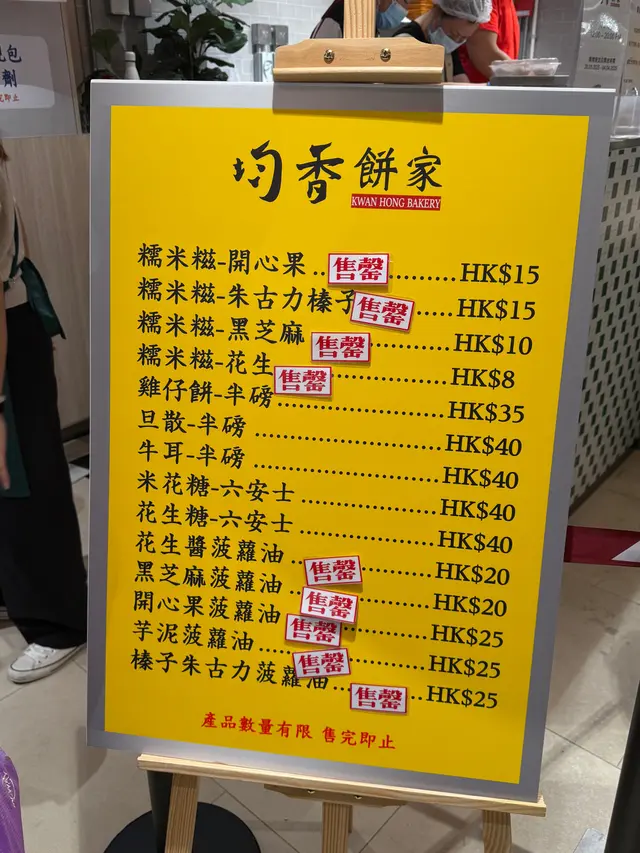 均香餅家
KWAN HONG BAKERY
糯米糍-開心果..售罄.........HK$15
糯米糍-朱古力榛子售罄.....HK$15
糯米糍-黑芝麻 售罄............HK$10
糯米糍-花生售罄..............HK$8
雞仔餅-半磅......................HK$35
旦散-半磅.........................HK$40
牛耳-半磅.........................HK$40
米花糖-六安士...................HK$40
花生糖-六安士...................HK$40
花生醬菠蘿油..售罄...........HK$20
黑芝麻菠蘿油..售罄...........HK$20
開心果菠蘿油 售罄............HK$25
芋泥菠蘿油....售罄............HK$25
榛子朱古力菠蘿油...售罄...HK$25
產品數量有限 售完即止